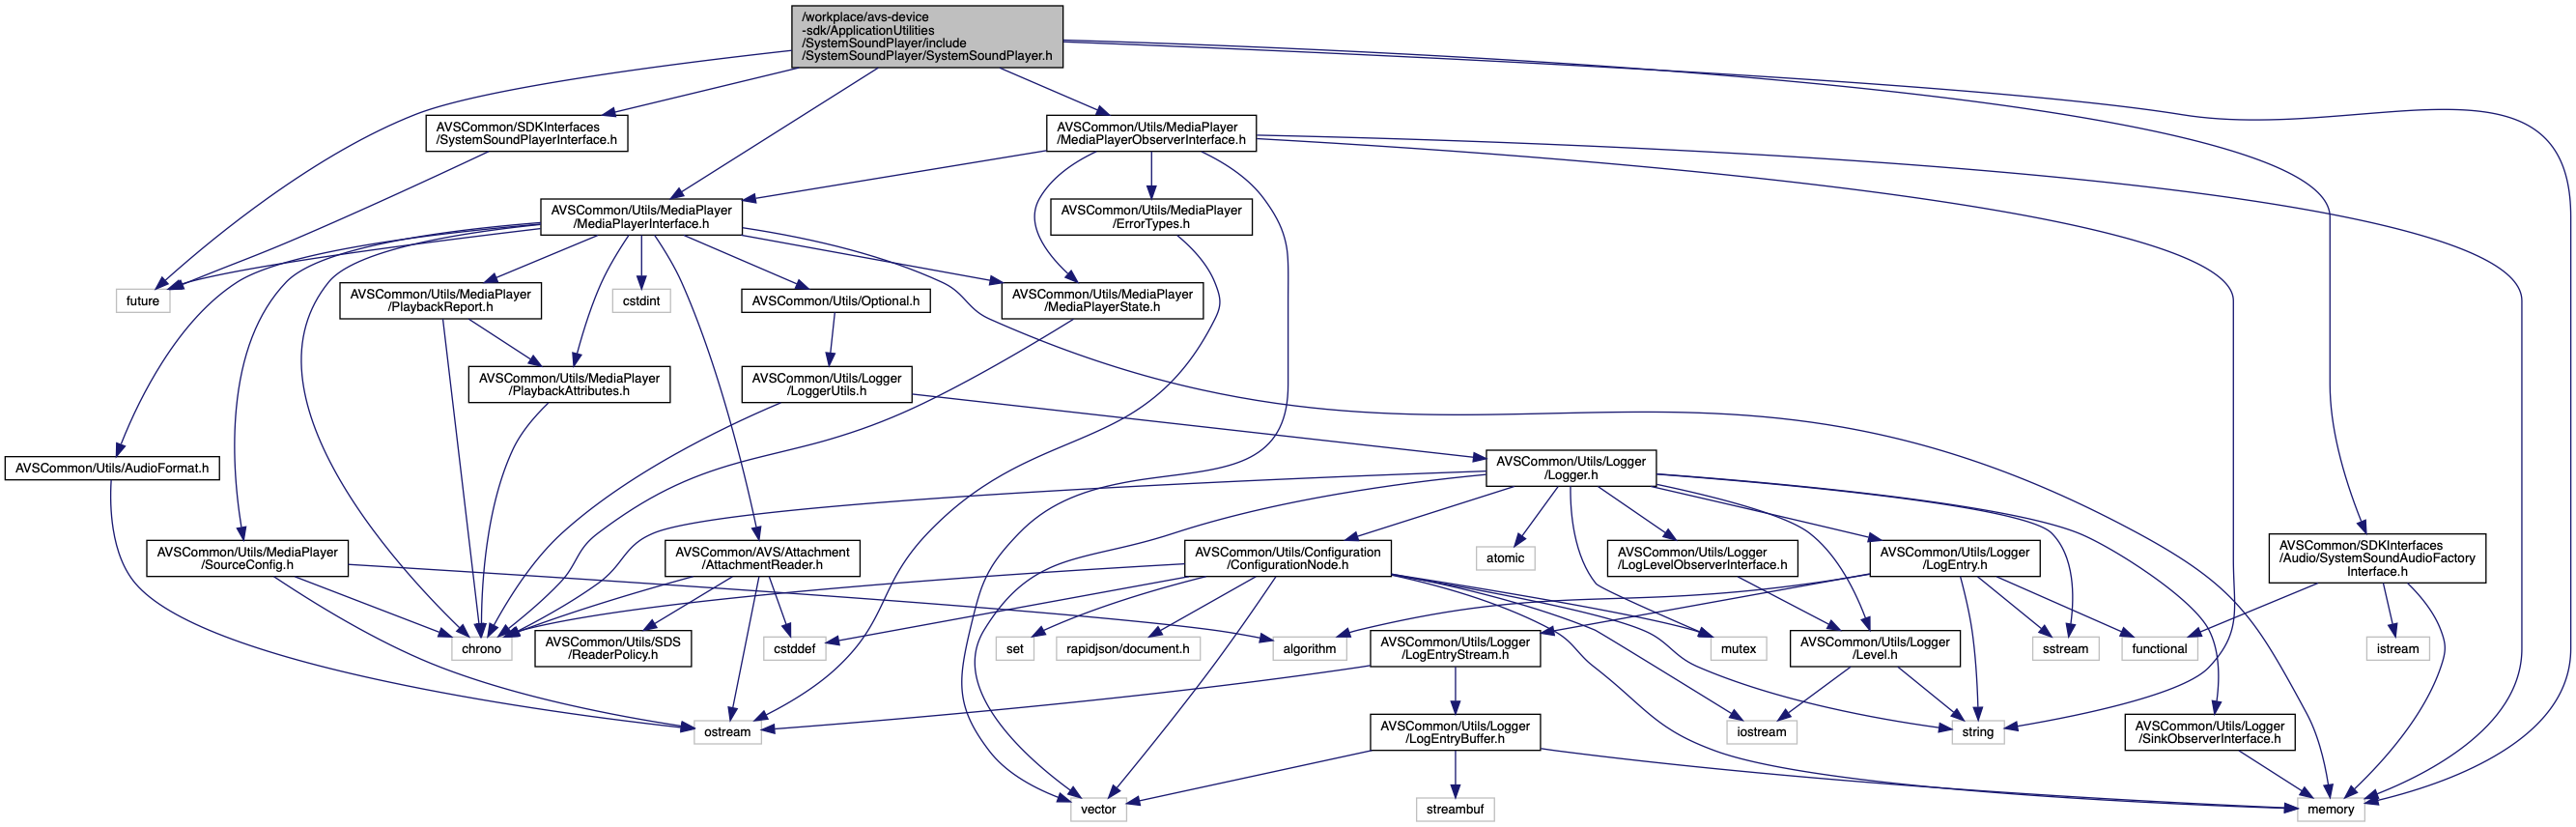 /workplace/avs-device
-sdk/ApplicationUtilities
/SystemSoundPlayer/include
/SystemSoundPlayer/SystemSoundPlayer.h
AVSCommon/SDKInterfaces
/SystemSoundPlayerInterface.h
AVSCommon/Utils/MediaPlayer
/MediaPlayerObserverInterface.h
AVSCommon/Utils/MediaPlayer
/MediaPlayerInterface.h
AVSCommon/Utils/MediaPlayer
/ErrorTypes.h
future
AVSCommon/Utils/MediaPlayer
/PlaybackReport.h
cstdint
AVSCommon/Utils/Optional.h
AVSCommon/Utils/MediaPlayer
/MediaPlayerState.h
AVSCommon/Utils/MediaPlayer
/PlaybackAttributes.h
AVSCommon/Utils/Logger
/LoggerUtils.h
AVSCommon/Utils/AudioFormat.h
AVSCommon/Utils/Logger
/Logger.h
AVSCommon/Utils/MediaPlayer
/SourceConfig.h
AVSCommon/AVS/Attachment
/AttachmentReader.h
AVSCommon/Utils/Configuration
/ConfigurationNode.h
atomic
AVSCommon/Utils/Logger
/LogLevelObserverInterface.h
AVSCommon/Utils/Logger
/LogEntry.h
AVSCommon/SDKInterfaces
/Audio/SystemSoundAudioFactory
Interface.h
chrono
AVSCommon/Utils/SDS
/ReaderPolicy.h
cstddef
set
rapidjson/document.h
algorithm
AVSCommon/Utils/Logger
/LogEntryStream.h
mutex
AVSCommon/Utils/Logger
/Level.h
sstream
functional
istream
ostream
AVSCommon/Utils/Logger
/LogEntryBuffer.h
iostream
string
AVSCommon/Utils/Logger
/SinkObserverInterface.h
vector
streambuf
memory